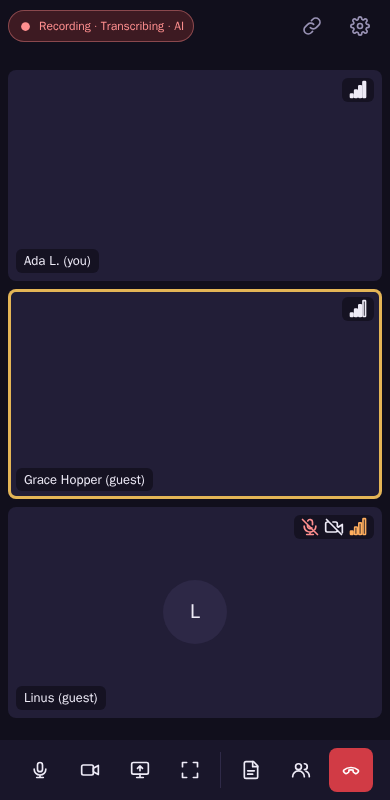 Recording · Transcribing · AI
Ada L. (you)
Grace Hopper (guest)
L
Linus (guest)